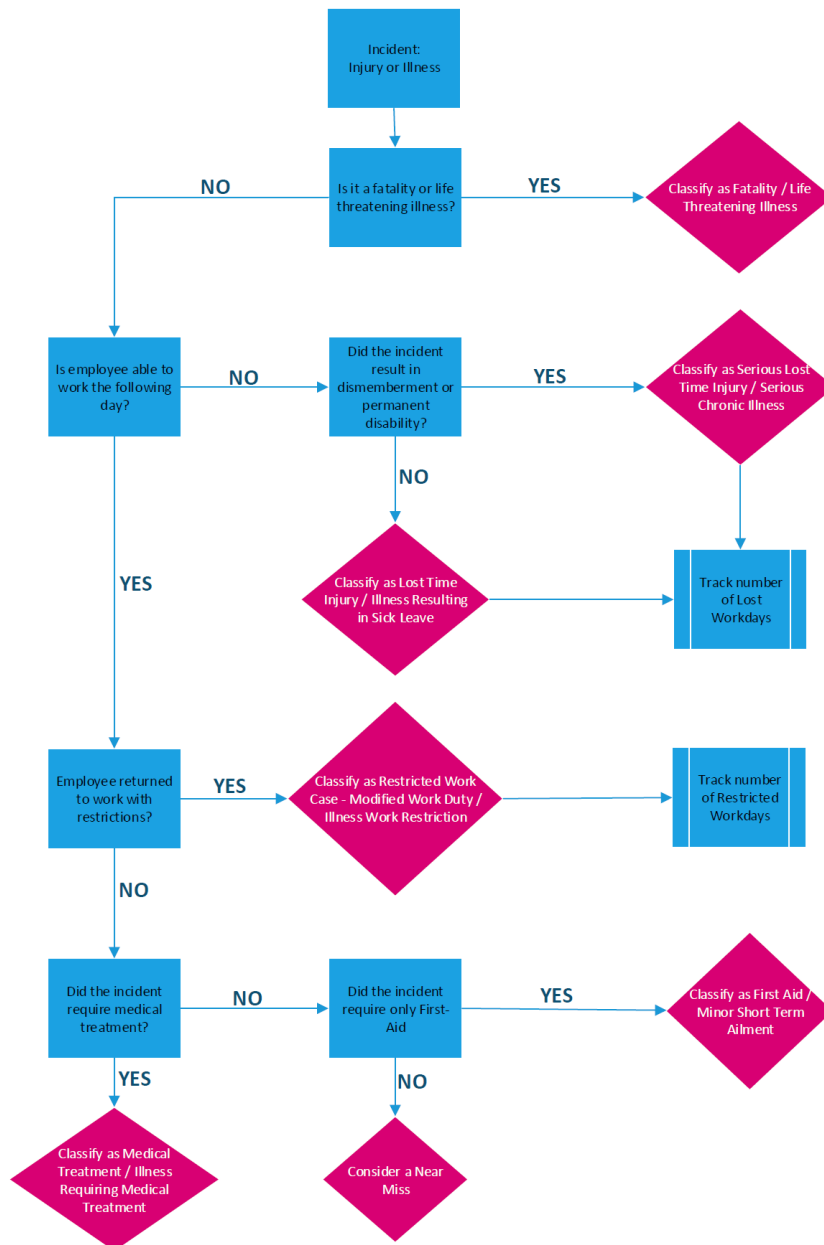 Incident:
Injury or Illness
Is it a fatality or life
threatening illness?
NO
YES
Classify as Fatality / Life
Threatening Illness
Is employee able to
work the following
day?
NO
Did the incident
result in
dismemberment or
permanent
disability?
YES
Classify as Serious Lost
Time Injury / Serious
Chronic Illness
NO
YES
Classify as Lost Time
Injury / Illness Resulting
in Sick Leave
Track number
of Lost
Workdays
Employee returned
to work with
restrictions?
YES
Classify as Restricted Work
Case - Modified Work Duty /
Illness Work Restriction
Track number
of Restricted
Workdays
NO
Did the incident
require medical
treatment?
NO
Did the incident
require only First-
Aid
YES
Classify as First Aid /
Minor Short Term
Ailment
YES
NO
Classify as Medical
Treatment / Illness
Requiring Medical
Treatment
Consider a Near
Miss